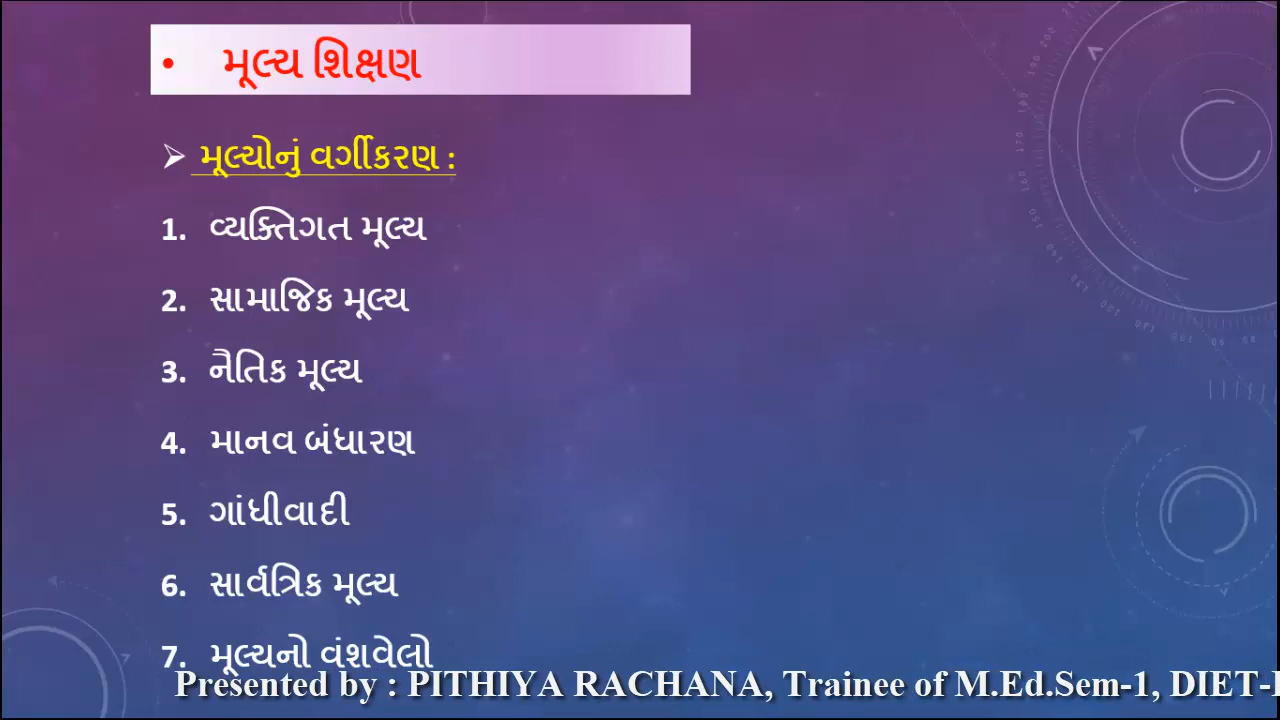 • મૂલ્ય શિક્ષણ
➢ મૂલ્યોનું વર્ગીકરણ :
1. વ્યક્તિગત મૂલ્ય
2. સામાજિક મૂલ્ય
3. નૈતિક મૂલ્ય
4. માનવ બંધારણ
5. ગાંધીવાદી
6. સાર્વત્રિક મૂલ્ય
7. મૂલ્યનો વંશવેલો
Presented by : PITHIYA RACHANA, Trainee of M.Ed.Sem-1, DIET-